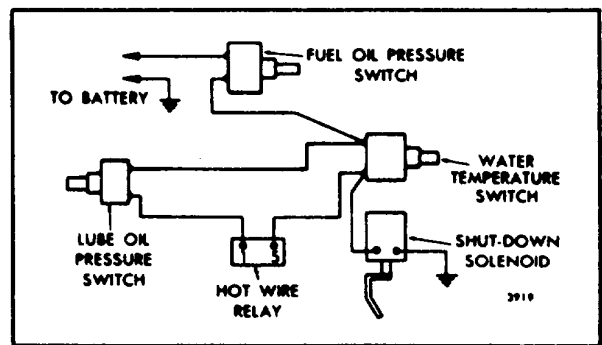 FUEL OIL PRESSURE
SWITCH
TO BATTERY
WATER
TEMPERATURE
SWITCH
LUBE OIL
PRESSURE
SWITCH
SHUT-DOWN
SOLENOID
HOT WIRE
RELAY
3919